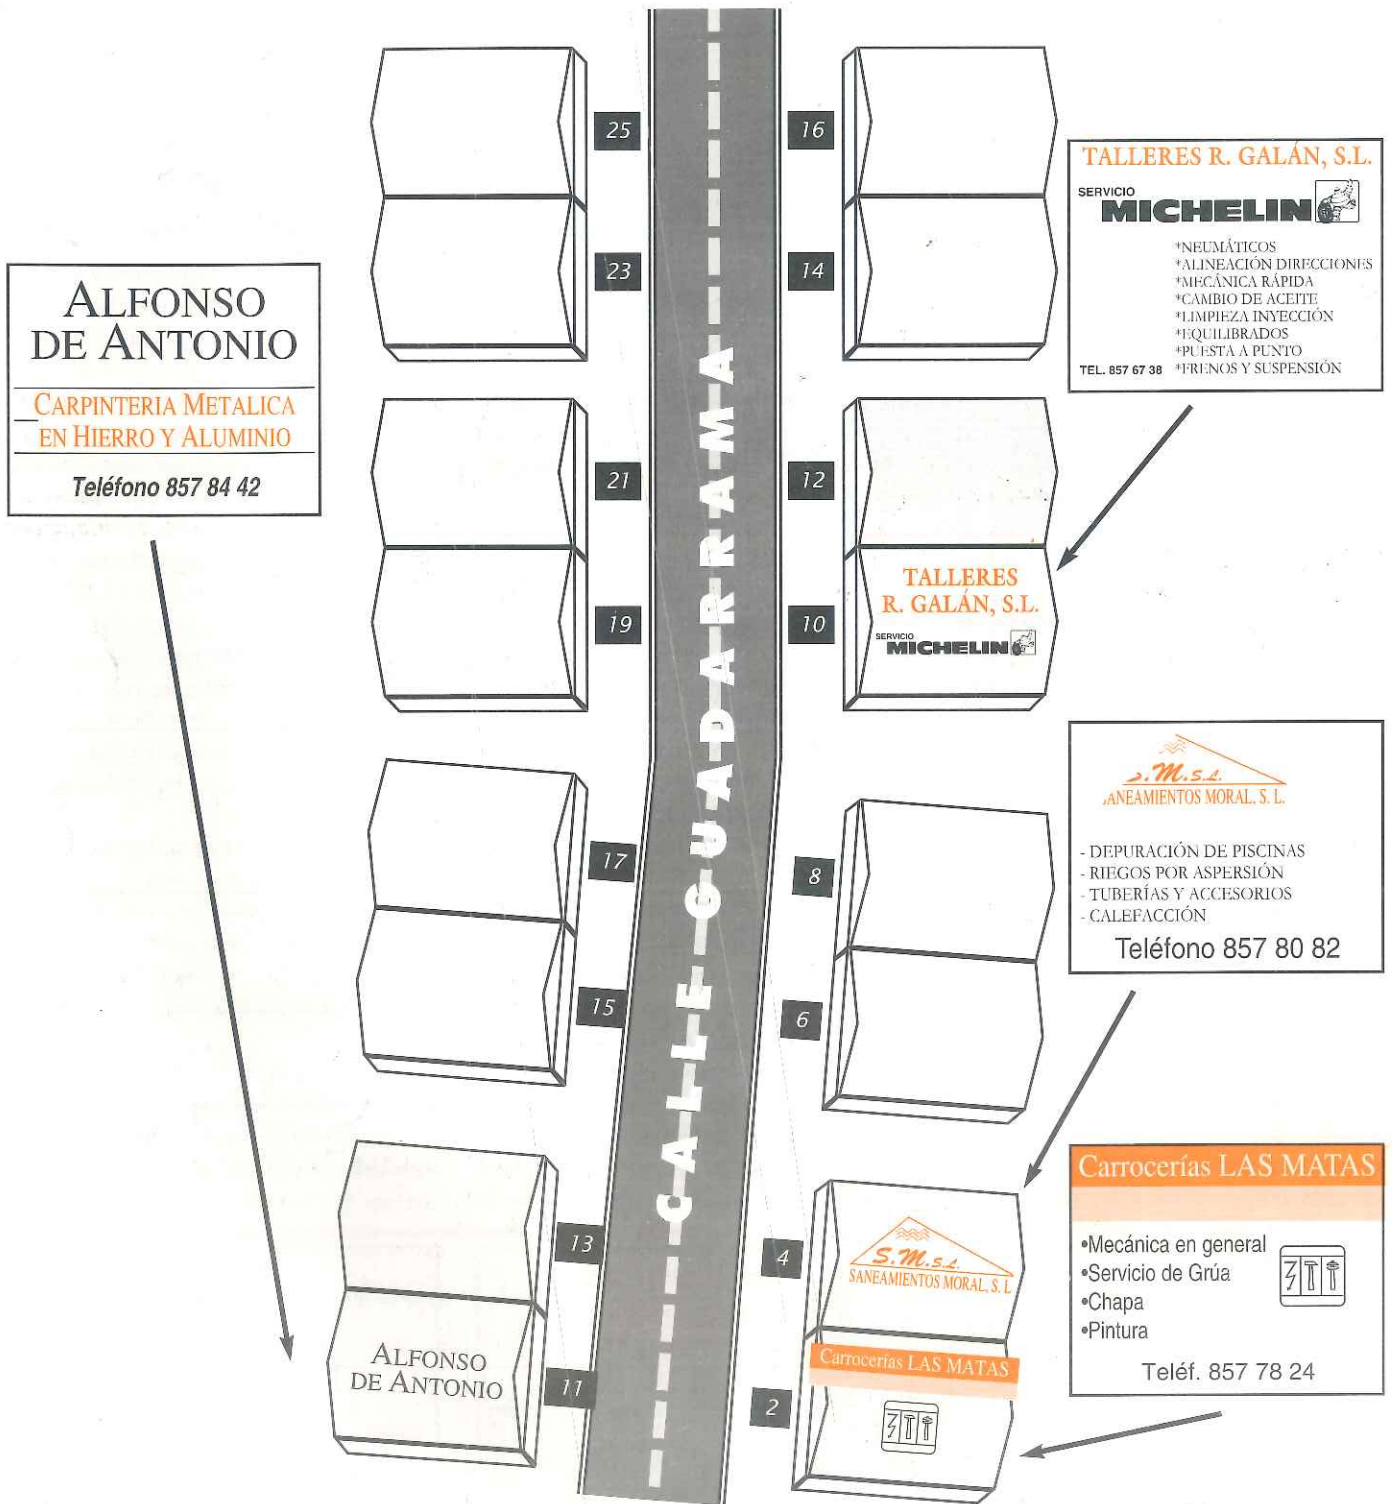 25
16
23
14
21
12
19
10
17
8
15
6
13
4
11
2
CALLE GUADARRAMA
ALFONSO
DE ANTONIO
CARPINTERIA METALICA
EN HIERRO Y ALUMINIO
Teléfono 857 84 42
TALLERES R. GALÁN, S.L.
SERVICIO
MICHELIN
*NEUMÁTICOS
*ALINEACIÓN DIRECCIONES
*MECÁNICA RÁPIDA
*CAMBIO DE ACEITE
*LIMPIEZA INYECCIÓN
*EQUILIBRADOS
*PUESTA A PUNTO
TEL. 857 67 38 *FRENOS Y SUSPENSIÓN
TALLERES
R. GALÁN, S.L.
SERVICIO
MICHELIN
S.M.S.L.
ANEAMIENTOS MORAL, S. L.
- DEPURACIÓN DE PISCINAS
- RIEGOS POR ASPERSIÓN
- TUBERÍAS Y ACCESORIOS
- CALEFACCIÓN
Teléfono 857 80 82
S.M.S.L.
SANEAMIENTOS MORAL, S. L
Carrocerías LAS MATAS
•Mecánica en general
•Servicio de Grúa
•Chapa
•Pintura
Teléf. 857 78 24
Carrocerías LAS MATAS
ALFONSO
DE ANTONIO